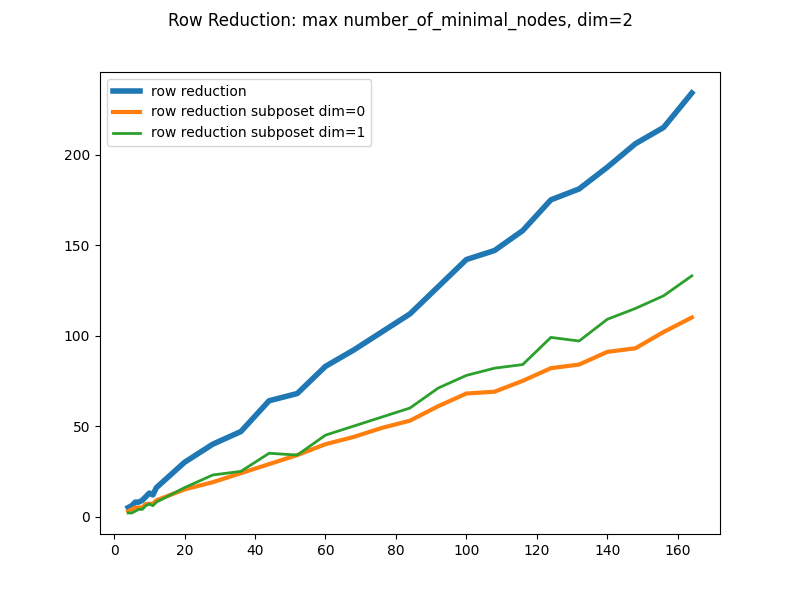 Row Reduction: max number_of_minimal_nodes, dim=2
row reduction
row reduction subposet dim=0
row reduction subposet dim=1
200
150
100
50
0
0 20 40 60 80 100 120 140 160